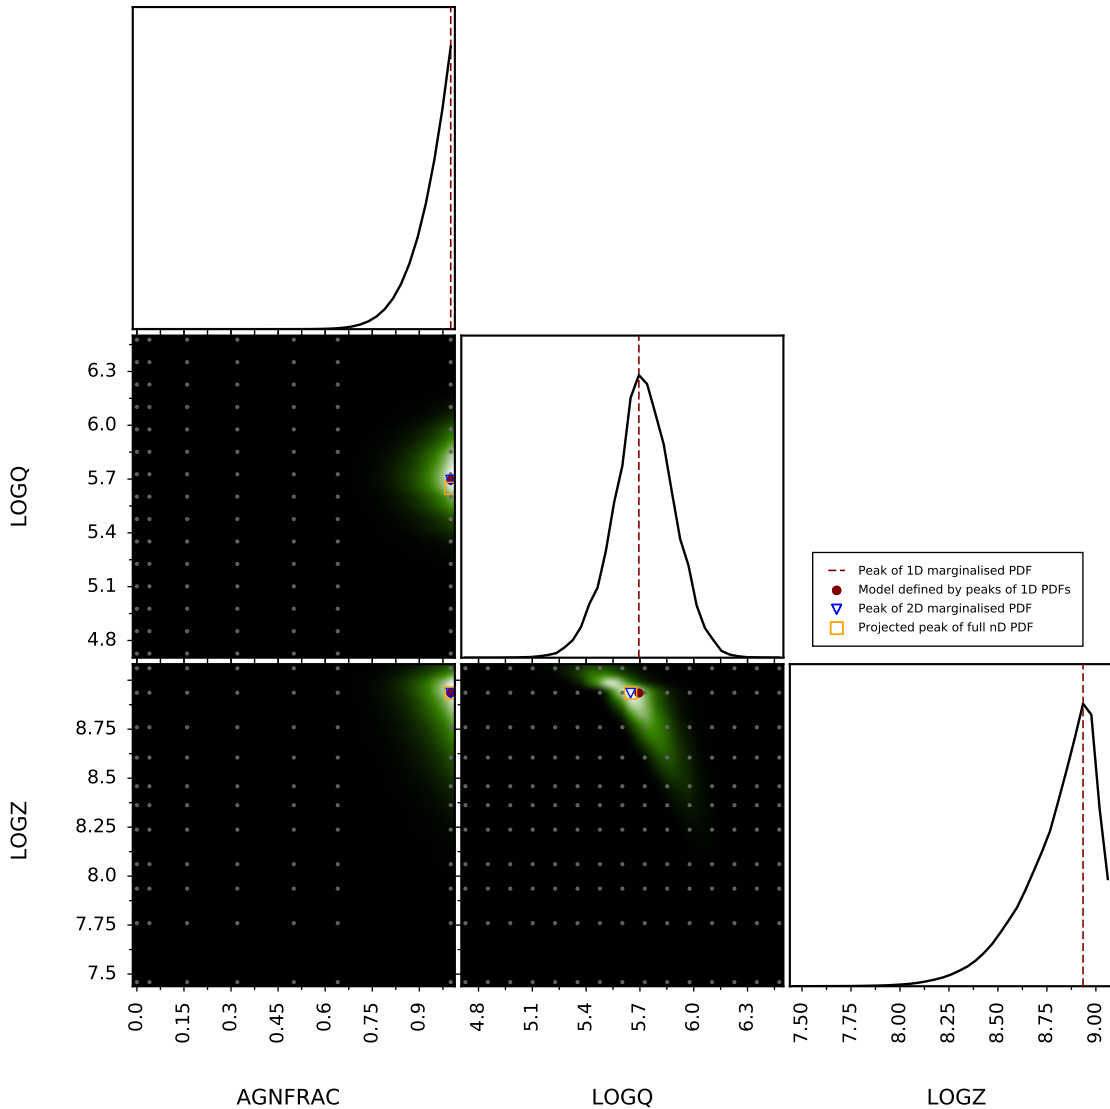 6.3
6.0
5.7
5.4
5.1
4.8
LOGQ
Peak of 1D marginalised PDF
Model defined by peaks of 1D PDFs
Peak of 2D marginalised PDF
Projected peak of full nD PDF
8.75
8.5
8.25
8.0
7.75
7.5
LOGZ
0.0 0.15 0.3 0.45 0.6 0.75 0.9
4.8 5.1 5.4 5.7 6.0 6.3
7.50 7.75 8.00 8.25 8.50 8.75 9.00
AGNFRAC LOGQ LOGZ